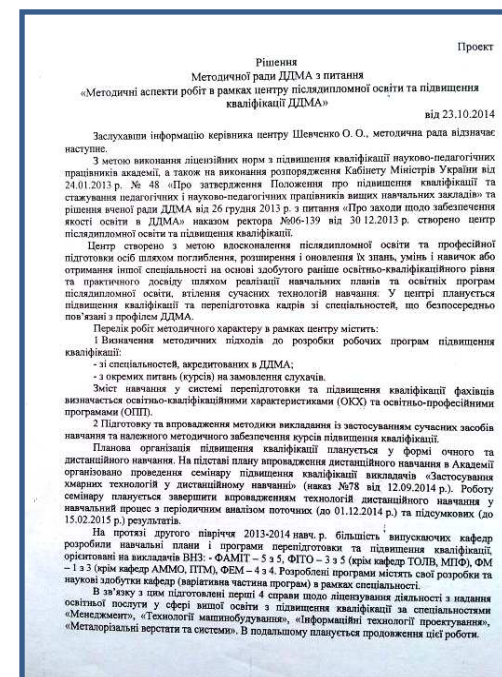 Проект
Рішення
Методичної ради ДДМА з питання
«Методичні аспекти робіт в рамках центру післядипломної освіти та підвищення
кваліфікації ДДМА»
від 23.10.2014
Заслухавши інформацію керівника центру Шевченко О. О., методична рада відзначає
наступне.
З метою виконання ліцензійних норм з підвищення кваліфікації науково-педагогічних
працівників академії, а також на виконання розпорядження Кабінету Міністрів України від
24.01.2013 р. № 48 «Про затвердження Положення про підвищення кваліфікації та
стажування педагогічних і науково-педагогічних працівників вищих навчальних закладів» та
рішення вченої ради ДДМА від 26 грудня 2013 р. з питання «Про заходи щодо забезпечення
якості освіти в ДДМА» наказом ректора №06-139 від 30.12.2013 р. створено центр
післядипломної освіти та підвищення кваліфікації.
Центр створено з метою вдосконалення післядипломної освіти та професійної
підготовки осіб шляхом поглиблення, розширення і оновлення їх знань, умінь і навичок або
отримання іншої спеціальності на основі здобутого раніше освітньо-кваліфікаційного рівня
та практичного досвіду шляхом реалізації навчальних планів та освітніх програм
післядипломної освіти, втілення сучасних технологій навчання. У центрі планується
підвищення кваліфікації та перепідготовка кадрів зі спеціальностей, що безпосередньо
пов'язані з профілем ДДМА.
Перелік робіт методичного характеру в рамках центру містить:
1 Визначення методичних підходів до розробки робочих програм підвищення
кваліфікації:
- зі спеціальностей, акредитованих в ДДМА;
- з окремих питань (курсів) на замовлення слухачів.
Зміст навчання у системі перепідготовки та підвищення кваліфікації фахівців
визначається освітньо-кваліфікаційними характеристиками (ОКХ) та освітньо-професійними
програмами (ОПП).
2 Підготовку та впровадження методики викладання із застосуванням сучасних засобів
навчання та належного методичного забезпечення курсів підвищення кваліфікації.
Планова організація підвищення кваліфікації планується у формі очного та
дистанційного навчання. На підставі плану впровадження дистанційного навчання в Академії
організовано проведення семінару підвищення кваліфікації викладачів «Застосування
хмарних технологій у дистанційному навчанні» (наказ №78 від 12.09.2014 р.). Роботу
семінару планується завершити впровадженням технологій дистанційного навчання у
навчальний процес з періодичним аналізом поточних (до 01.12.2014 р.) та підсумкових (до
15.02.2015 р.) результатів.
На протязі другого півріччя 2013-2014 навч. р. більшість випускаючих кафедр
розробили навчальні плани і програми перепідготовки та підвищення кваліфікації,
орієнтовані на викладачів ВНЗ: - ФАМІТ – 5 з 5, ФІТО – 3 з 5 (крім кафедр ТОЛВ, МПФ), ФМ
– 1 з 3 (крім кафедр АММО, ПТМ), ФЕМ – 4 з 4. Розроблені програми містять свої розробки та
наукові здобутки кафедр (варіативна частина програм) в рамках спеціальності.
В зв'язку з цим підготовлені перші 4 справи щодо ліцензування діяльності з надання
освітньої послуги у сфері вищої освіти з підвищення кваліфікації за спеціальностями
«Менеджмент», «Технології машинобудування», «Інформаційні технології проектування»,
«Металорізальні верстати та системи». В подальшому планується продовження цієї роботи.